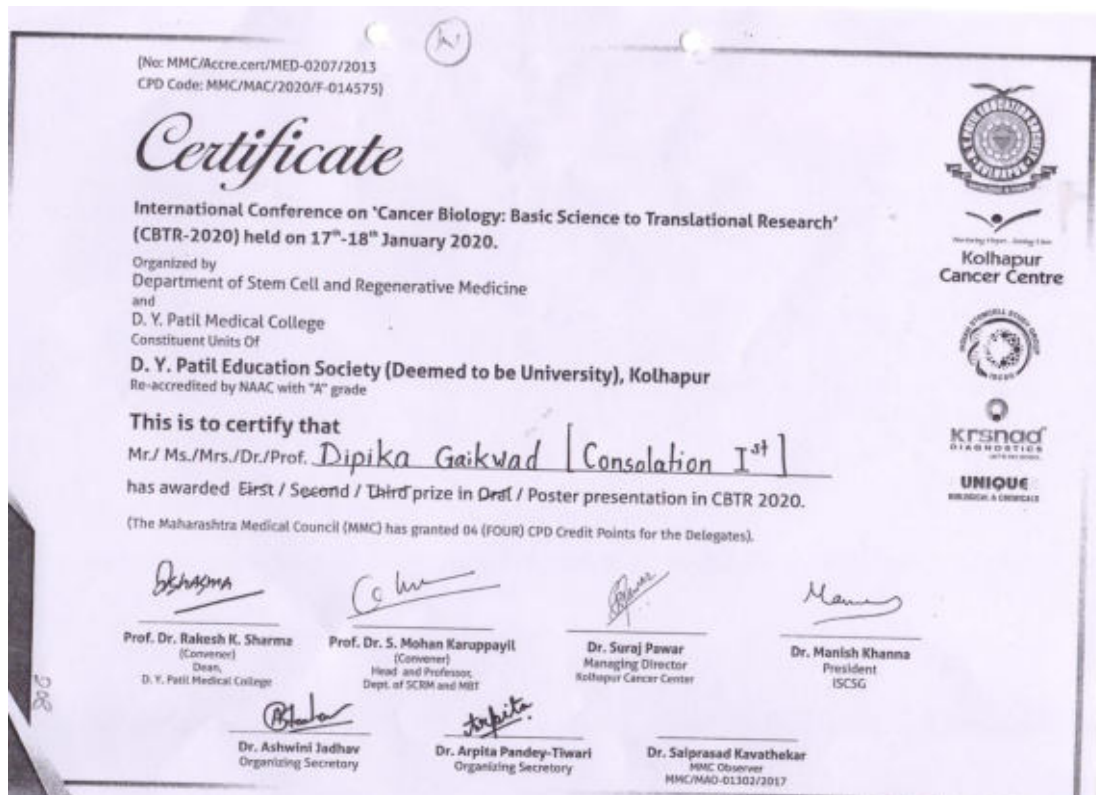 (No: MMC/Accre.cert/MED-0207/2013
CPD Code: MMC/MAC/2020/F-014575)
Certificate
International Conference on 'Cancer Biology: Basic Science to Translational Research'
(CBTR-2020) held on 17th-18th January 2020.
Organized by
Department of Stem Cell and Regenerative Medicine
and
D. Y. Patil Medical College
Constituent Units Of
D. Y. Patil Education Society (Deemed to be University), Kolhapur
Re-accredited by NAAC with "A" grade
This is to certify that
Mr./ Ms./Mrs./Dr./Prof. Dipika Gaikwad [Consolation Ist]
has awarded First / Second / Third prize in Oral / Poster presentation in CBTR 2020.
(The Maharashtra Medical Council (MMC) has granted 04 (FOUR) CPD Credit Points for the Delegates).
Kolhapur
Cancer Centre
krsnaa
DIAGNOSTICS
UNIQUE
BIOLOGICAL & CHEMICALS
Prof. Dr. Rakesh K. Sharma
(Convener)
Dean,
D. Y. Patil Medical College
Prof. Dr. S. Mohan Karuppayil
(Convener)
Head and Professor,
Dept. of SCRM and MBT
Dr. Suraj Pawar
Managing Director
Kolhapur Cancer Center
Dr. Manish Khanna
President
ISCSG
Arpita
Dr. Ashwini Jadhav
Organizing Secretary
Dr. Arpita Pandey-Tiwari
Organizing Secretary
Dr. Saiprasad Kavathekar
MMC Observer
MMC/MAO-01302/2017
208